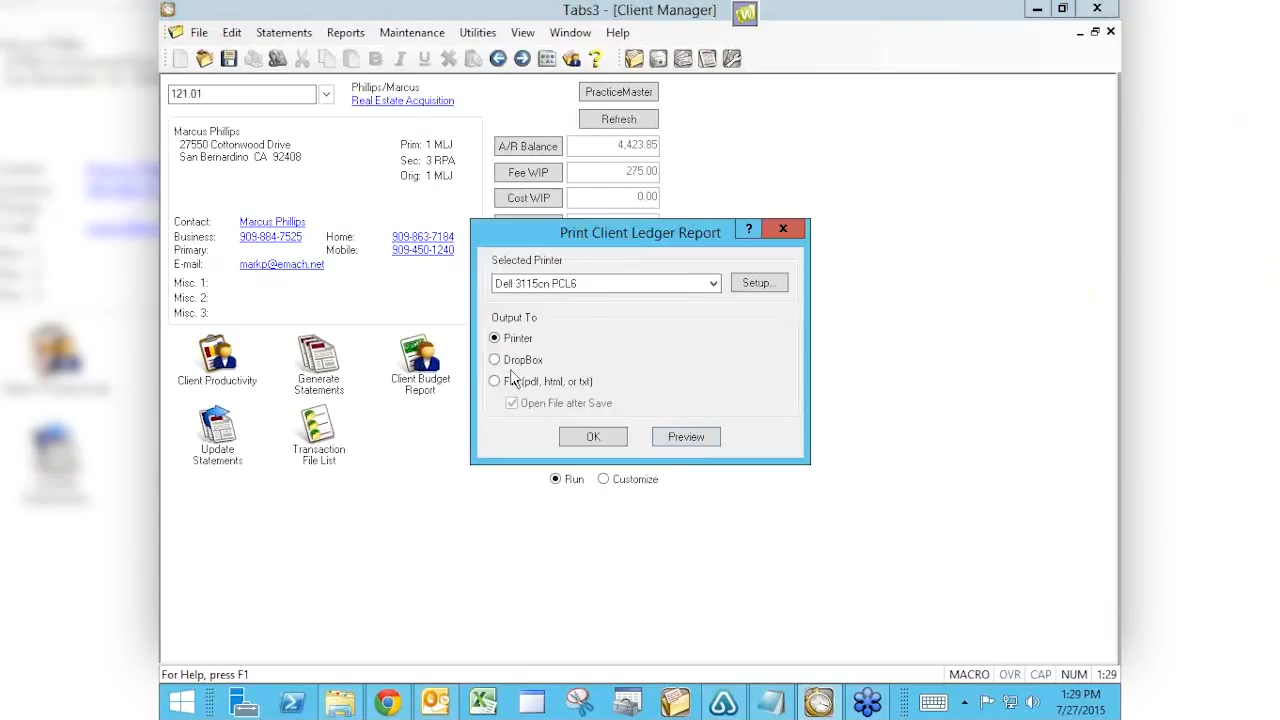 Tabs3 - [Client Manager]
File Edit Statements Reports Maintenance Utilities View Window Help
121.01
Phillips/Marcus
Real Estate Acquisition
PracticeMaster
Refresh
Marcus Phillips
27550 Cottonwood Drive
San Bernardino CA 92408
Prim: 1 MLJ
Sec: 3 RPA
Orig: 1 MLJ
A/R Balance 4,423.85
Fee WIP 275.00
Cost WIP 0.00
Contact: Marcus Phillips
Business: 909-884-7525 Home: 909-863-7184
Primary: Mobile: 909-450-1240
E-mail: markp@emach.net
Misc. 1:
Misc. 2:
Misc. 3:
Client Productivity
Generate
Statements
Client Budget
Report
Update
Statements
Transaction
File List
Print Client Ledger Report
Selected Printer
Dell 3115cn PCL6 Setup...
Output To
Printer
DropBox
(pdf, html, or txt)
Open File after Save
OK Preview
Run Customize
For Help, press F1
MACRO OVR CAP NUM 1:29
1:29 PM
7/27/2015